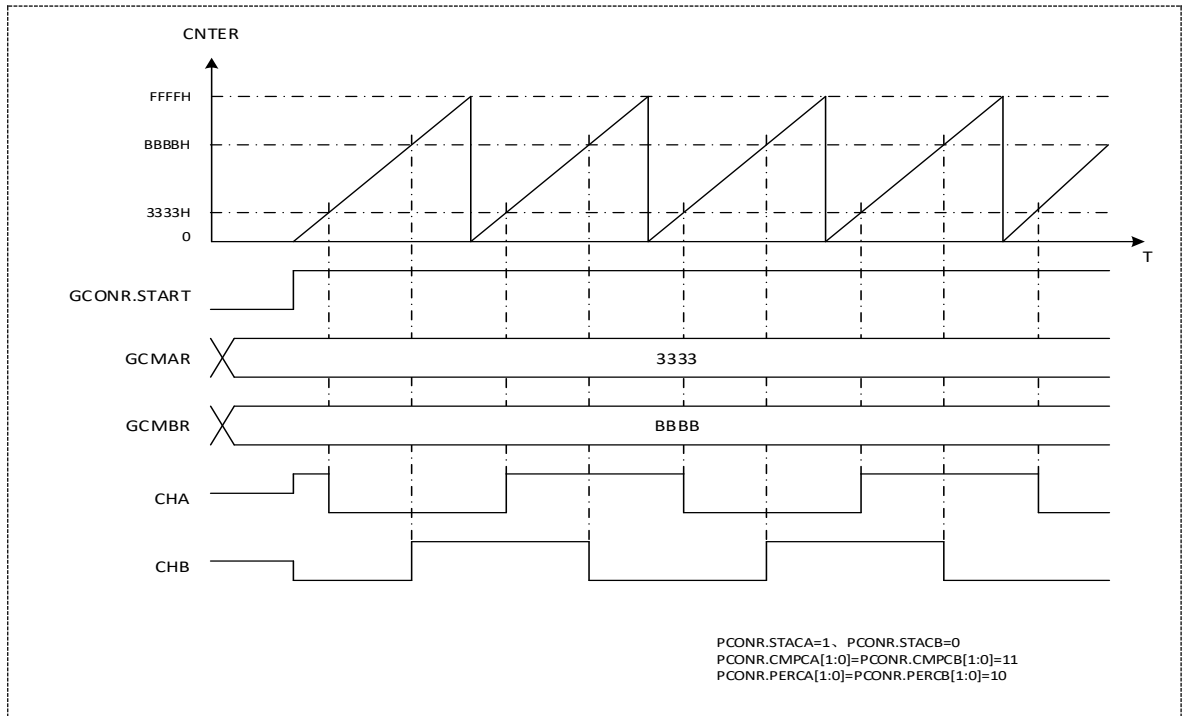 CNTER
FFFFH
BBBBH
3333H
0
T
GCONR.START
GCMAR
3333
GCMBR
BBBB
CHA
CHB
PCONR.STACA=1、PCONR.STACB=0
PCONR.CMPCA[1:0]=PCONR.CMPCB[1:0]=11
PCONR.PERCA[1:0]=PCONR.PERCB[1:0]=10